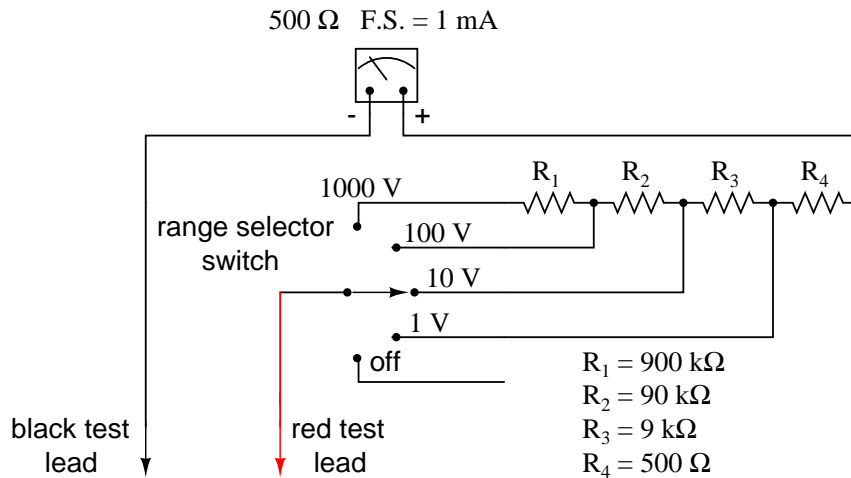 500 Ω F.S. = 1 mA
- +
R₁ R₂ R₃ R₄
1000 V
range selector
switch
100 V
10 V
1 V
off
R₁ = 900 kΩ
R₂ = 90 kΩ
R₃ = 9 kΩ
R₄ = 500 Ω
black test
lead
red test
lead